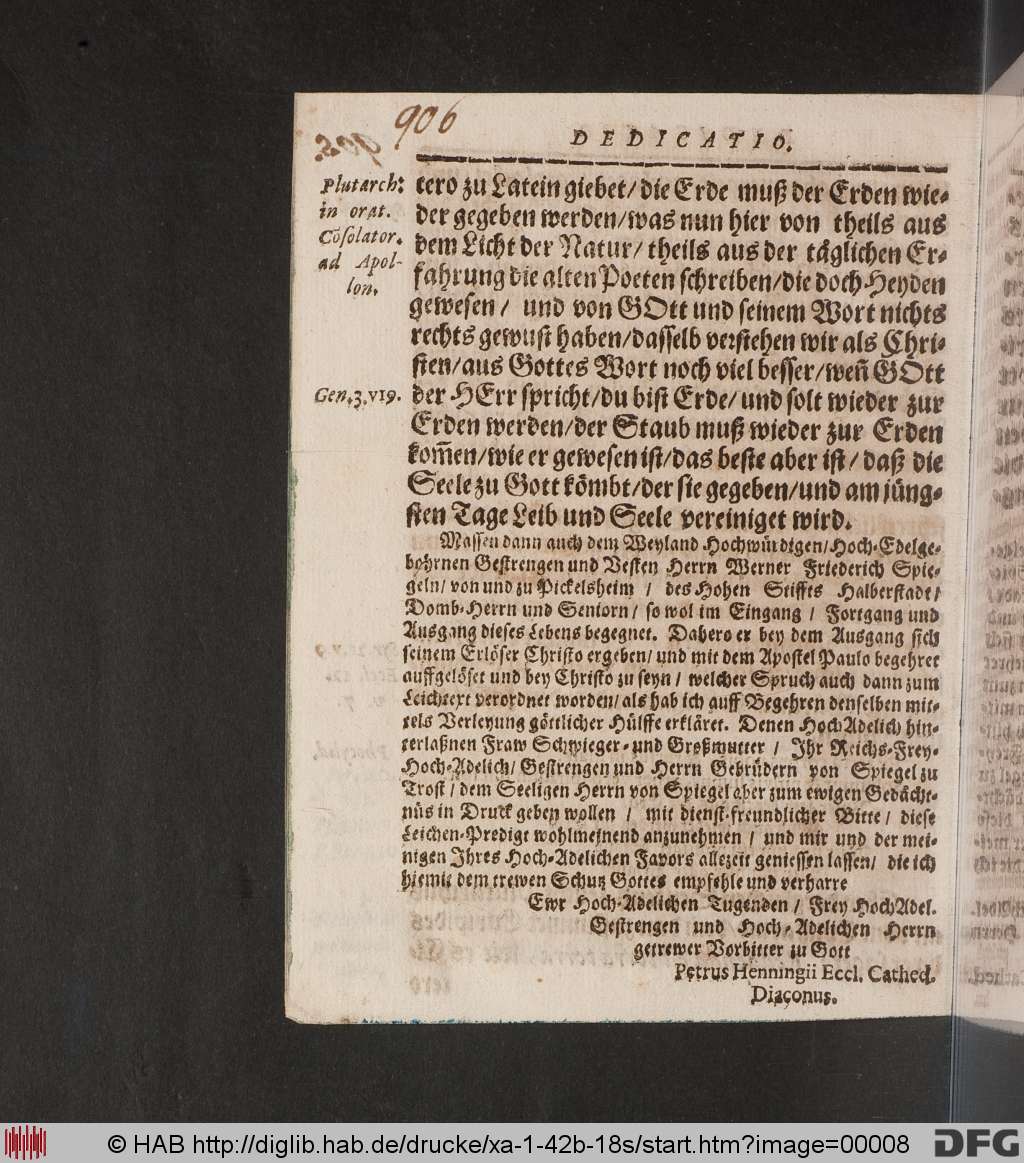 906
DEDICATIO.
Plutarch:
in orat.
Cõsolator.
ad Apol-
lon.
cero zu Latein giebet/ die Erde muß der Erden wie-
der gegeben werden/ was nun hier von theils aus
dem Licht der Natur/ theils aus der täglichen Er-
fahrung die alten Poeten schreiben/ die doch Heyden
gewesen/ und von GOtt und seinem Wort nichts
rechts gewust haben/ dasselb verstehen wir als Chri-
sten/ aus Gottes Wort noch viel besser/ weñ GOtt
Gen.3.v19.
der HErr spricht/ du bist Erde/ und solt wieder zur
Erden werden/ der Staub muß wieder zur Erden
kom̃en/ wie er gewesen ist/ das beste aber ist/ daß die
Seele zu Gott kömbt/ der sie gegeben/ und am jüng-
sten Tage Leib und Seele vereiniget wird.
Massen dann auch dem Weyland Hochwürdigen/ Hoch-Edelge-
bohrnen Gestrengen und Vesten Herrn Werner Friederich Spie-
geln/ von und zu Pickelsheim / des Hohen Stiffts Halberstadt/
Domb-Herrn und Seniorn/ so wol im Eingang / Fortgang und
Ausgang dieses Lebens begegnet. Dahero er bey dem Ausgang sich
seinem Erlöser Christo ergeben/ und mit dem Apostel Paulo begehret
auffgelöset und bey Christo zu seyn/ welcher Spruch auch dann zum
Leichtext verordnet worden/ als hab ich auff Begehren denselben mit-
tels Verleyung göttlicher Hülffe erkläret. Denen HochAdelich hin-
terlaßnen Fraw Schwieger- und Großmutter / Ihr Reichs-Frey-
Hoch-Adelich/ Gestrengen und Herrn Gebrüdern von Spiegel zu
Trost/ dem Seeligen Herrn von Spiegel aber zum ewigen Gedächt-
nüs in Druck geben wollen / mit dienst-freundlicher Bitte/ diese
Leichen-Predigt wohlmeinend anzunehmen / und mir und der mei-
nigen Ihres Hoch-Adelichen Favors allezeit geniessen lassen/ die ich
hiemit dem trewen Schutz Gottes empfehle und verharre
Ewr Hoch-Adelichen Tugenden / Frey HochAdel.
Gestrengen und Hoch-Adelichen Herrn
getrewer Vorbitter zu Gott
Petrus Henningii Eccl. Cathed.
Diaconus.
© HAB http://diglib.hab.de/drucke/xa-1-42b-18s/start.htm?image=00008
DFG